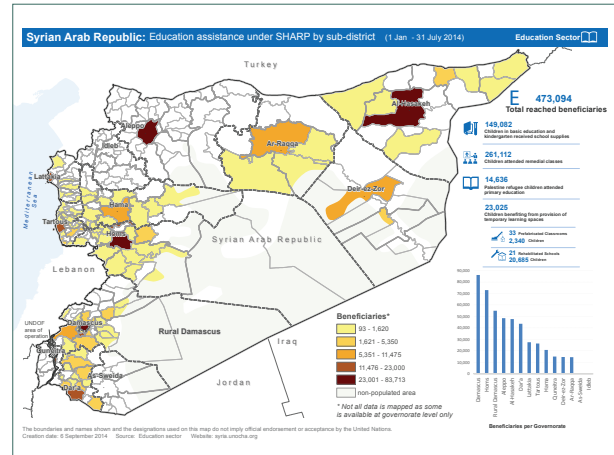 Syrian Arab Republic: Education assistance under SHARP by sub-district (1 Jan - 31 July 2014) Education Sector
Turkey
E 473,094
Total reached beneficiaries
149,082
Children in basic education and
kindergarten received school supplies
261,112
Children attended remedial classes
14,636
Palestine refugee children attended
primary education
23,025
Children benefiting from provision of
temporary learning spaces
33 Prefabricated Classrooms
2,340 Children
21 Rehabilitated Schools
20,685 Children
Al-Hasakeh
Aleppo
Idleb
Ar-Raqqa
Lattakia
Deir-ez-Zor
Mediterranean
Sea
Hama
Tartous
Homs
Syrian Arab Republic
Lebanon
UNDOF
area of
operation
Damascus
Rural Damascus
Quneitra
Iraq
As-Sweida
Dar'a
Jordan
Beneficiaries*
93 - 1,620
1,621 - 5,350
5,351 - 11,475
11,476 - 23,000
23,001 - 83,713
non-populated area
* Not all data is mapped as some
is available at governorate level only
90,000
80,000
70,000
60,000
50,000
40,000
30,000
20,000
10,000
0
Damascus
Homs
Rural Damascus
Aleppo
Al-Hasakeh
Dar'a
Lattakia
Tartous
Hama
Quneitra
Deir-ez-Zor
Ar-Raqqa
As-Sweida
Idleb
Beneficiaries per Governorate
The boundaries and names shown and the designations used on this map do not imply official endorsement or acceptance by the United Nations.
Creation date: 6 September 2014 Source: Education sector Website: syria.unocha.org